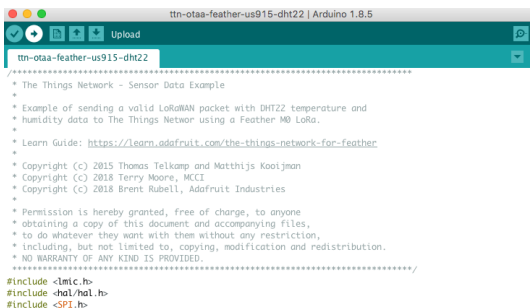 ttn-otaa-feather-us915-dht22 | Arduino 1.8.5
Upload
ttn-otaa-feather-us915-dht22
/*******************************************************************************
* The Things Network - Sensor Data Example
*
* Example of sending a valid LoRaWAN packet with DHT22 temperature and
* humidity data to The Things Networ using a Feather M0 LoRa.
*
* Learn Guide: https://learn.adafruit.com/the-things-network-for-feather
*
* Copyright (c) 2015 Thomas Telkamp and Matthijs Kooijman
* Copyright (c) 2018 Terry Moore, MCCI
* Copyright (c) 2018 Brent Rubell, Adafruit Industries
*
* Permission is hereby granted, free of charge, to anyone
* obtaining a copy of this document and accompanying files,
* to do whatever they want with them without any restriction,
* including, but not limited to, copying, modification and redistribution.
* NO WARRANTY OF ANY KIND IS PROVIDED.
*******************************************************************************/
#include <lmic.h>
#include <hal/hal.h>
#include <SPI.h>